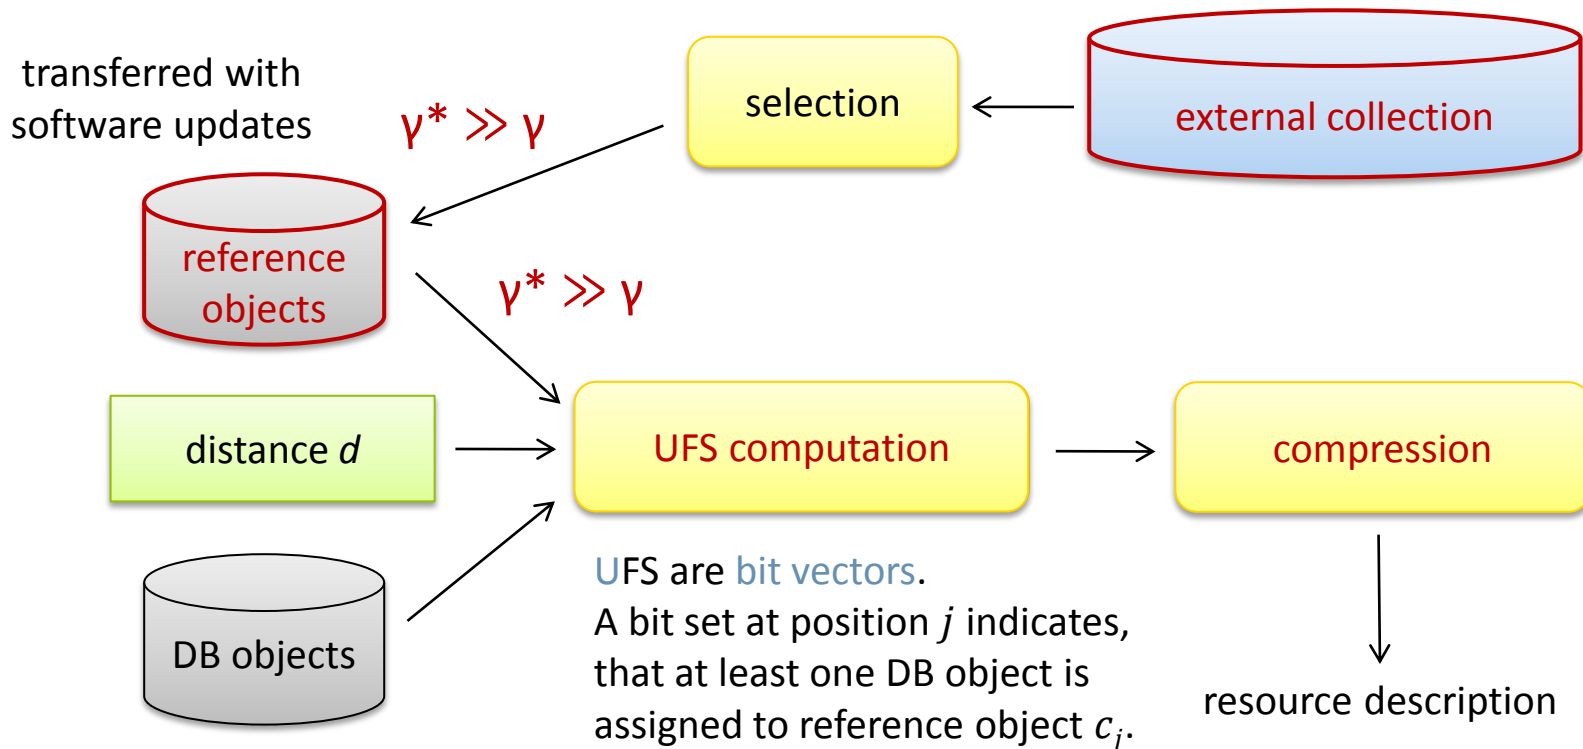 transferred with
software updates
γ* ≫ γ
selection
external collection
reference
objects
γ* ≫ γ
distance d
UFS computation
compression
DB objects
UFS are bit vectors.
A bit set at position j indicates,
that at least one DB object is
assigned to reference object c_j.
resource description